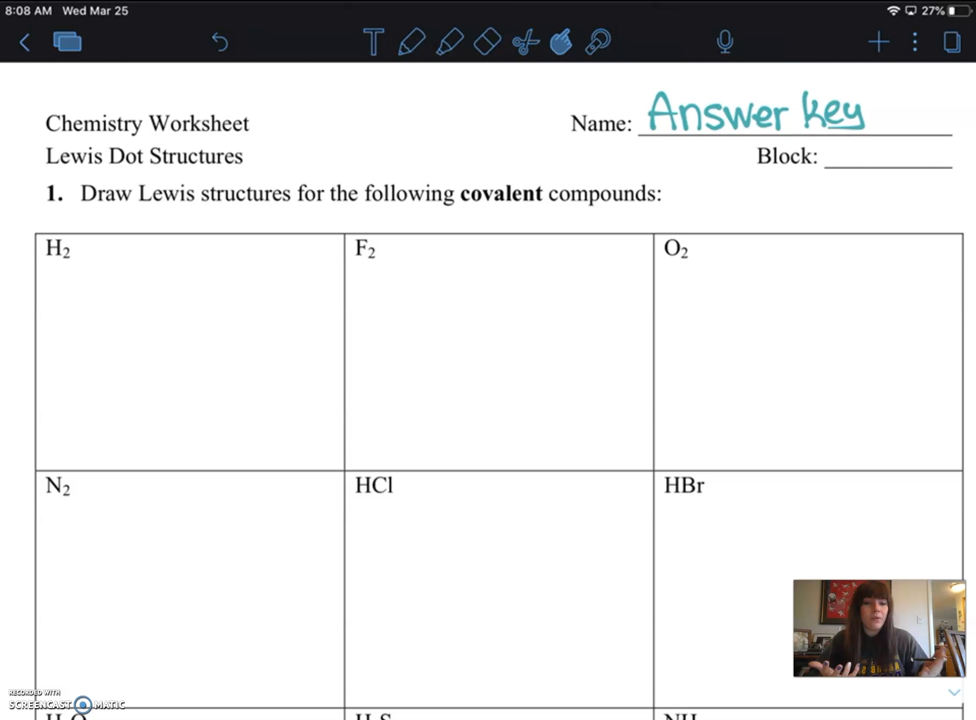 8:08 AM Wed Mar 25 27%
Chemistry Worksheet Name: Answer key
Lewis Dot Structures Block:
1. Draw Lewis structures for the following covalent compounds:
H₂ F₂ O₂
N₂ HCl HBr
RECORDED WITH
SCREENCAST MATIC